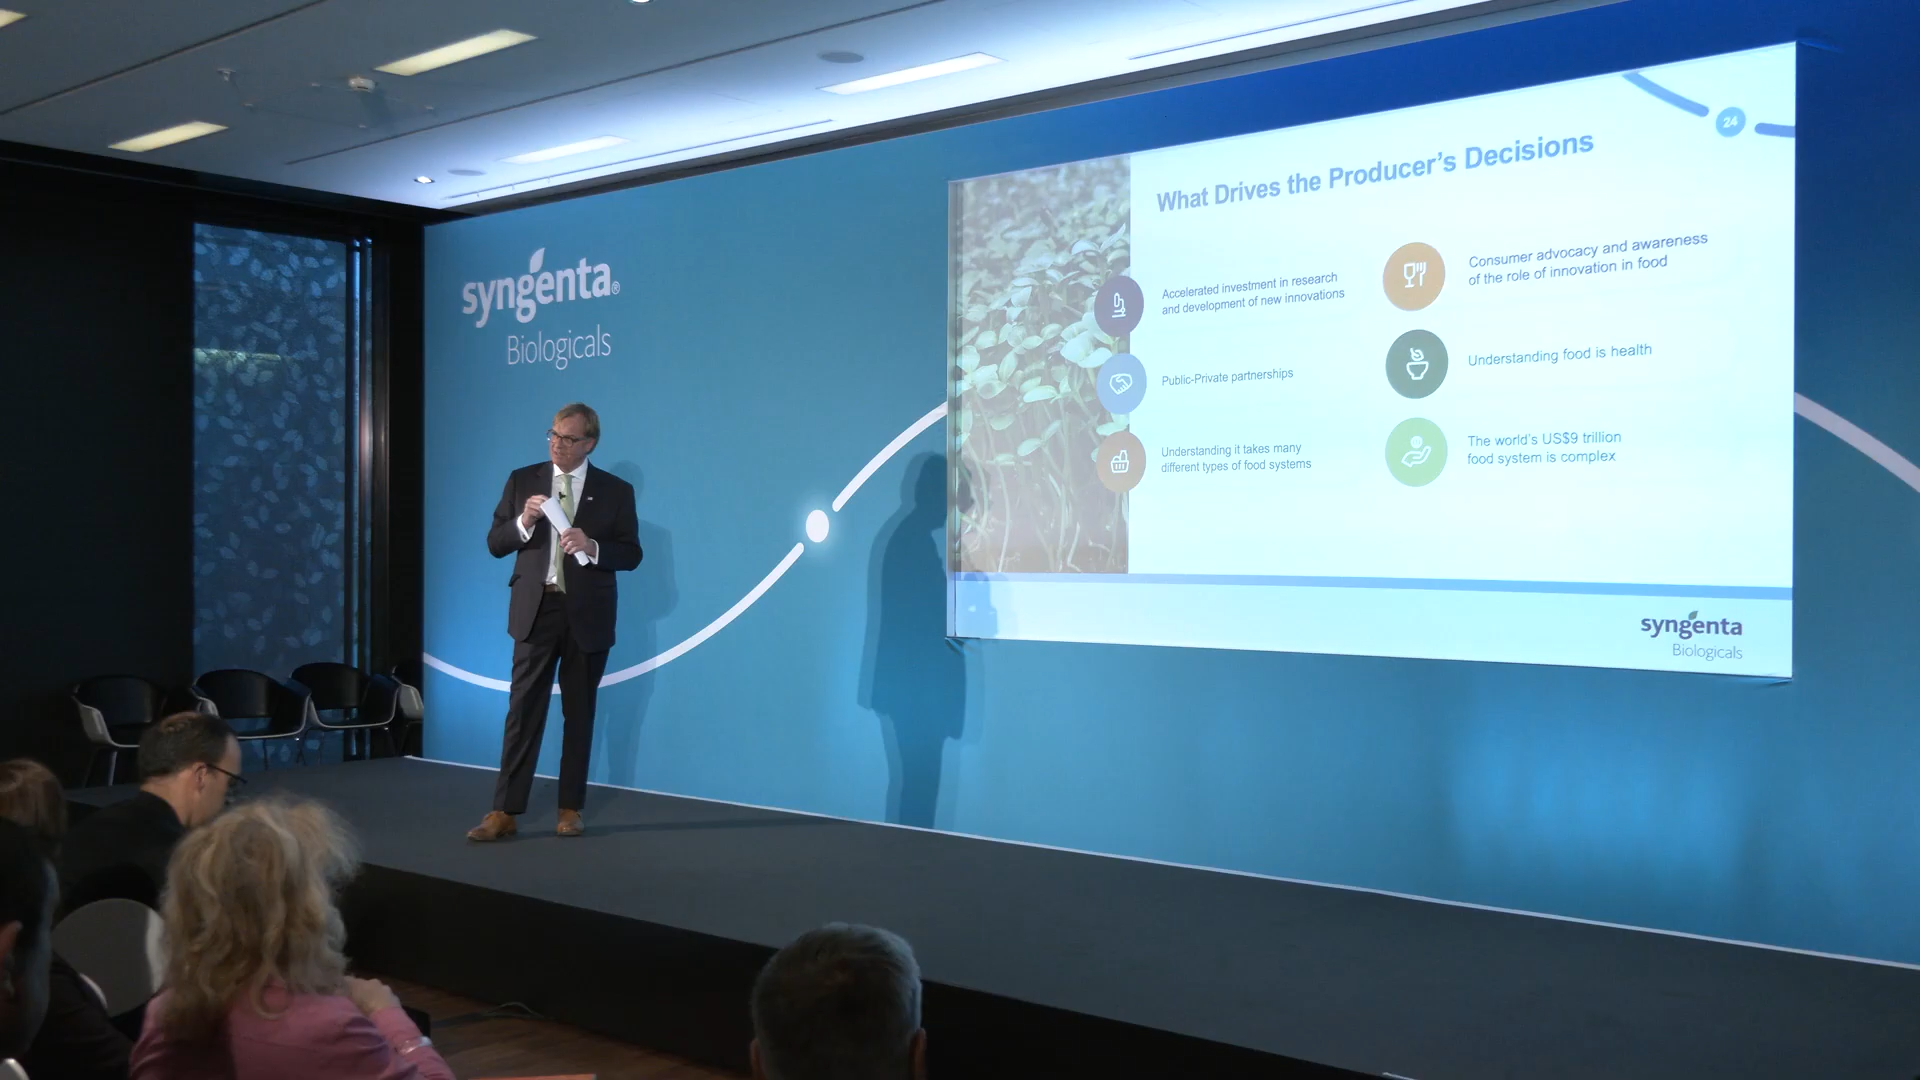 syngenta®
Biologicals
24
What Drives the Producer's Decisions
Accelerated investment in research
and development of new innovations
Public-Private partnerships
Understanding it takes many
different types of food systems
Consumer advocacy and awareness
of the role of innovation in food
Understanding food is health
The world's US$9 trillion
food system is complex
syngenta
Biologicals